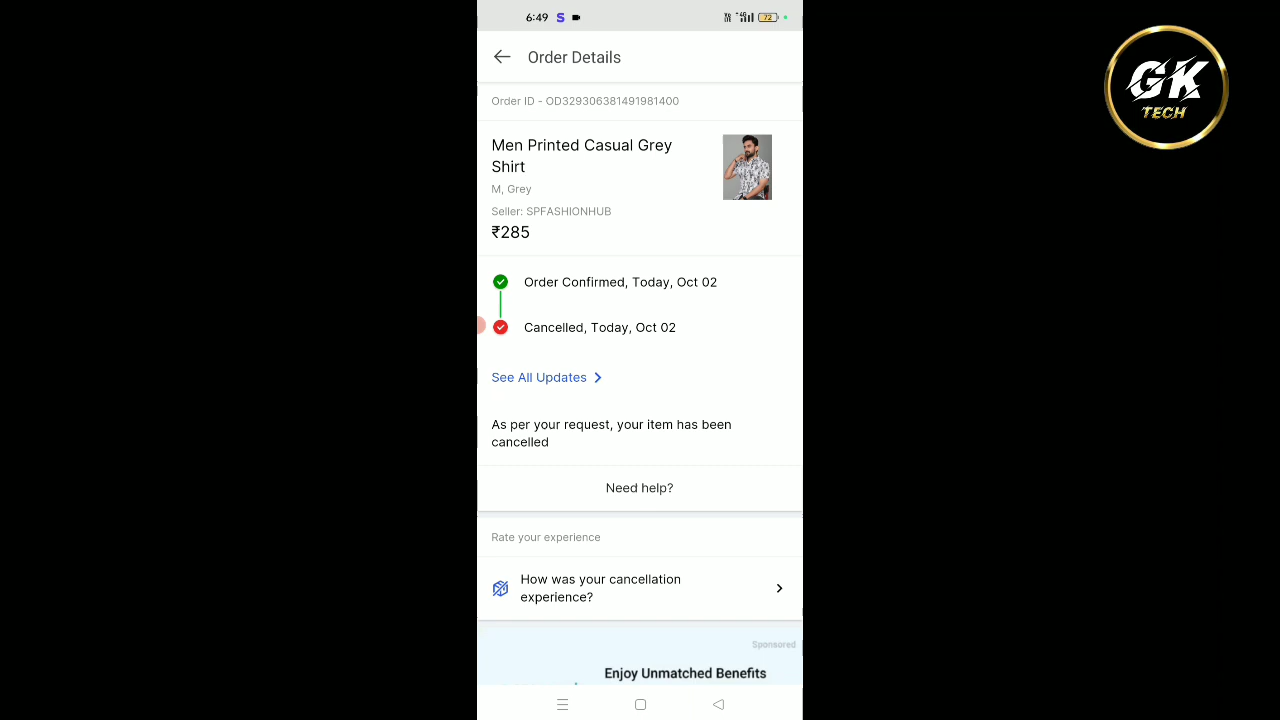 6:49 S 4G 72
Order Details
Order ID - OD329306381491981400
Men Printed Casual Grey
Shirt
M, Grey
Seller: SPFASHIONHUB
₹285
Order Confirmed, Today, Oct 02
Cancelled, Today, Oct 02
See All Updates
As per your request, your item has been
cancelled
Need help?
Rate your experience
How was your cancellation
experience?
Sponsored
Enjoy Unmatched Benefits
GK
TECH